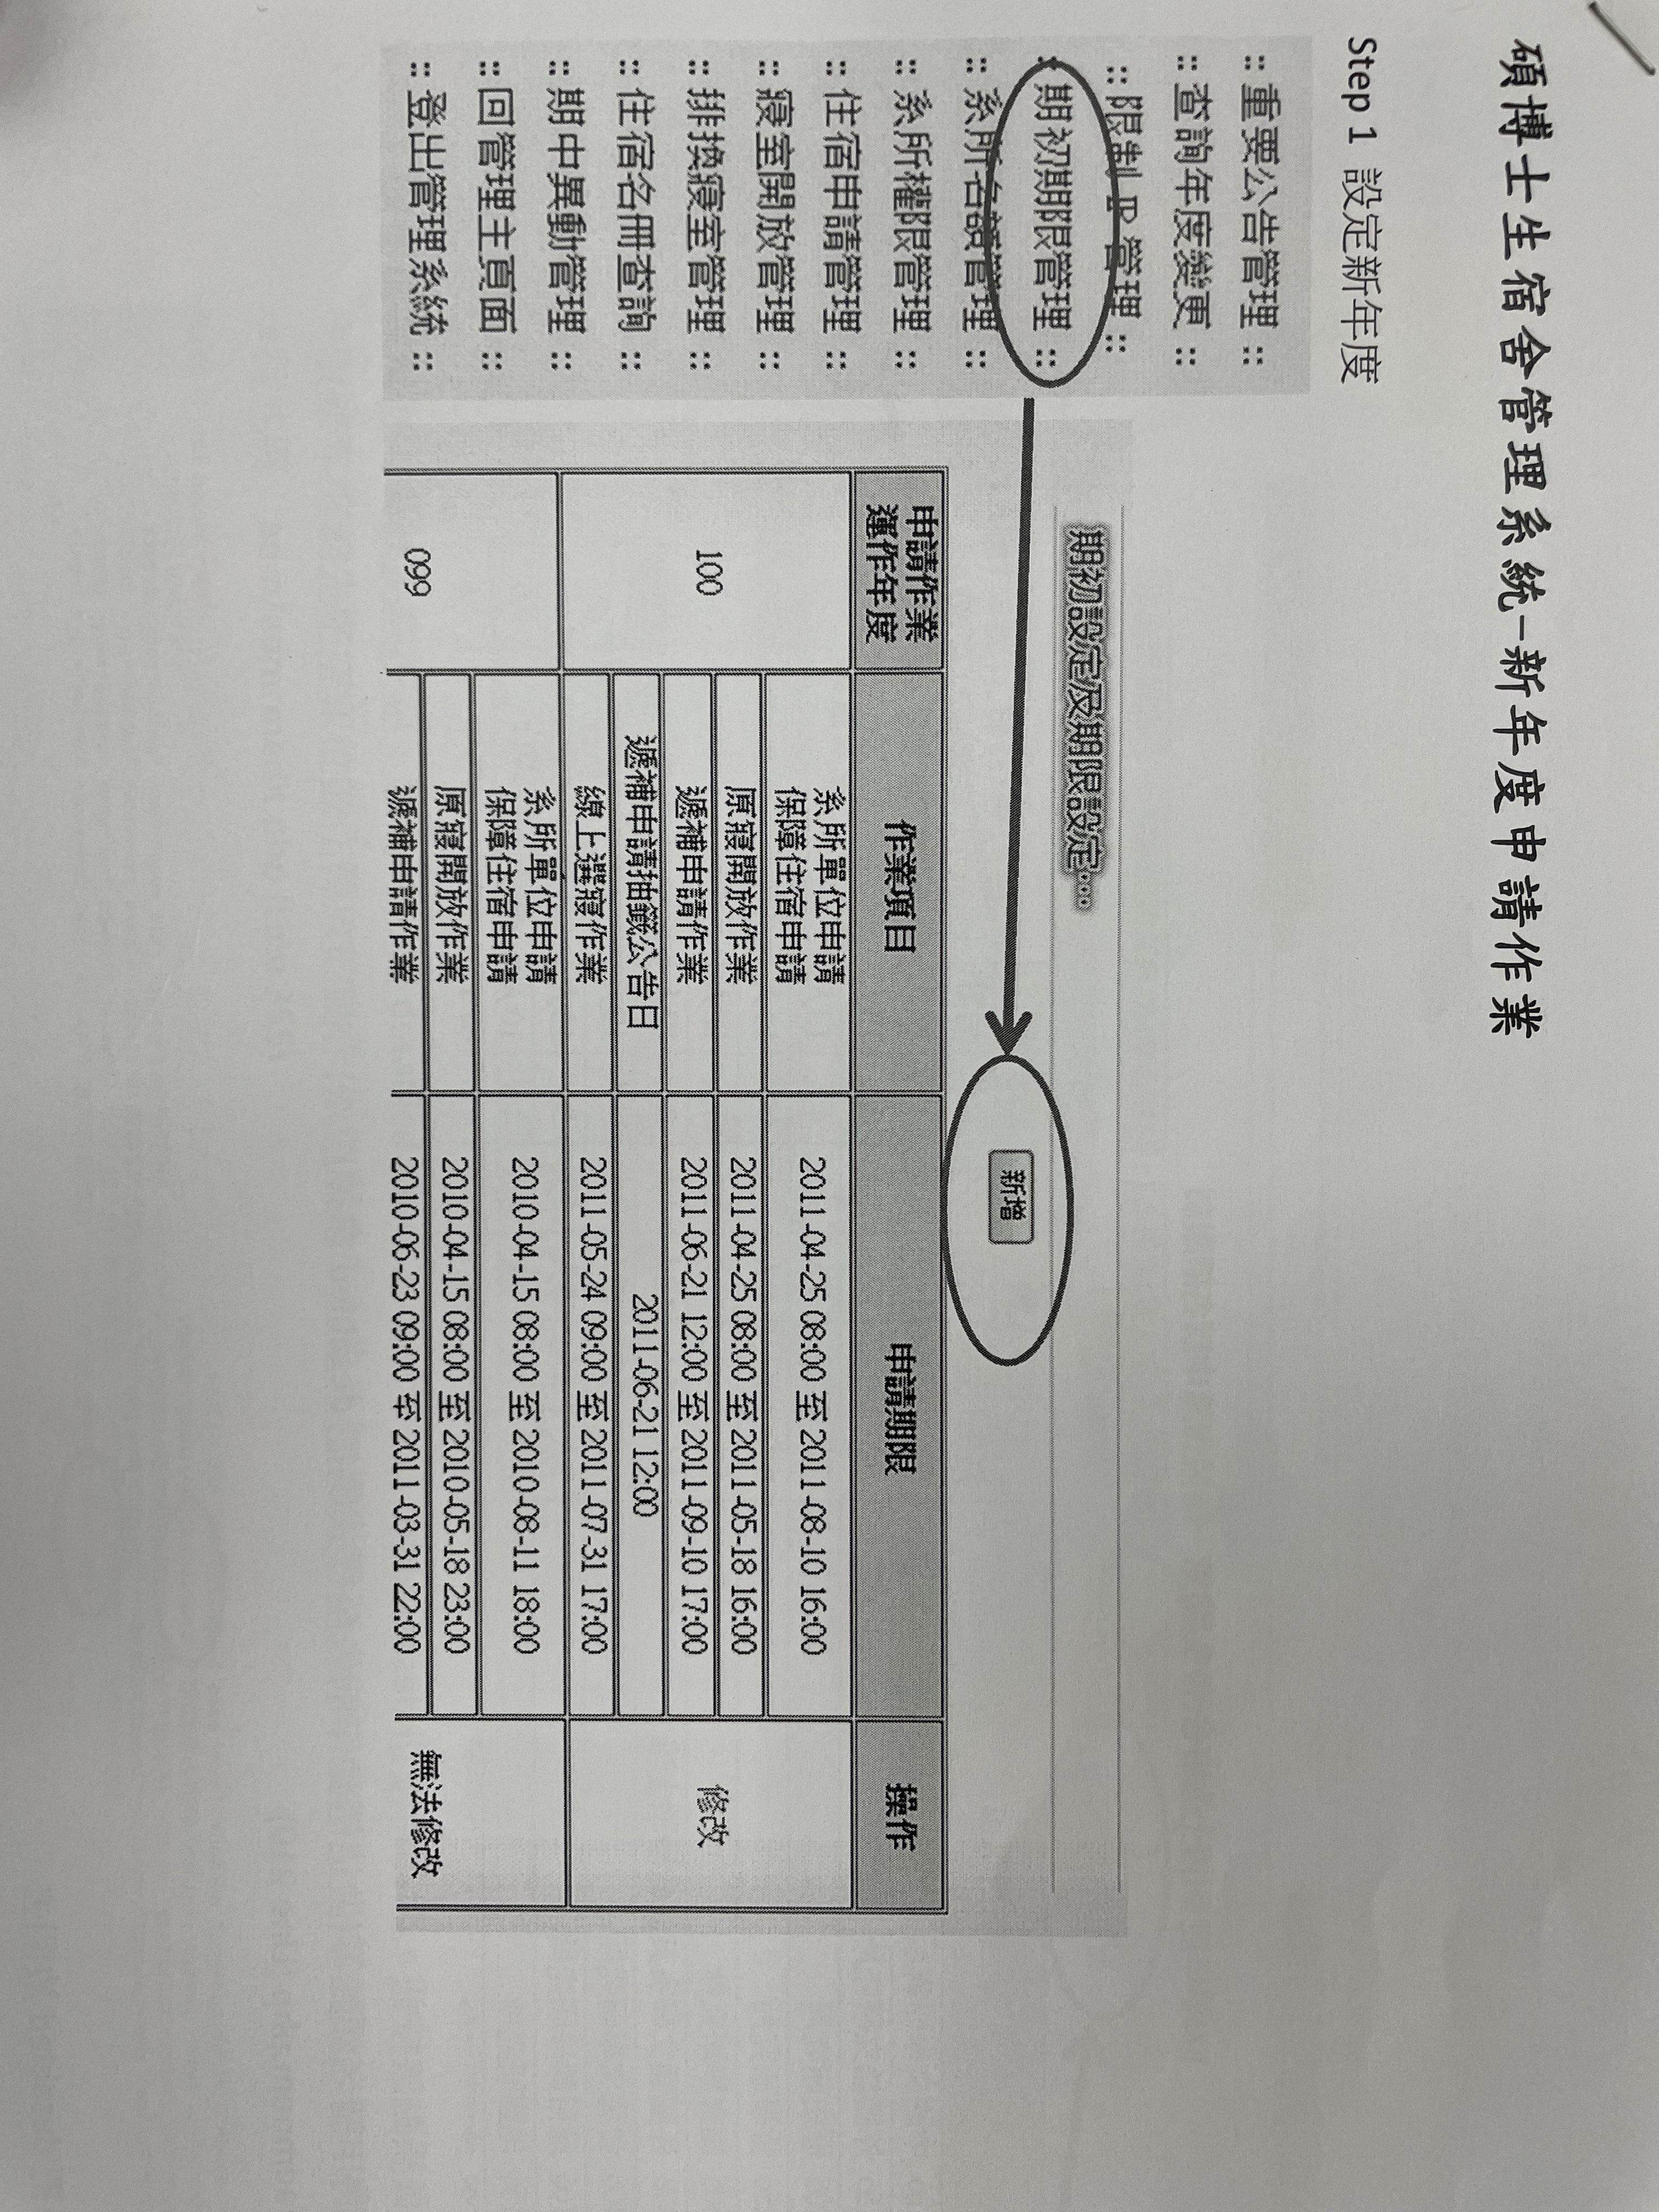 碩博士生宿舍管理系統-新年度申請作業
Step 1 設定新年度
:: 重要公告管理 ::
:: 查詢年度變更 ::
:: 限制 IP 管理 ::
: 期初期限管理 ::
:: 系所名額管理 ::
:: 系所權限管理 ::
:: 住宿申請管理 ::
:: 寢室開放管理 ::
:: 排換寢室管理 ::
:: 住宿名冊查詢 ::
:: 期中異動管理 ::
:: 回管理主頁面 ::
:: 登出管理系統 ::
期初設定及期限設定…
新增
申請作業
運作年度
作業項目
申請期限
操作
100
系所單位申請
保障住宿申請
2011-04-25 08:00 至 2011-08-10 16:00
修改
原寢開放作業
2011-04-25 08:00 至 2011-05-18 16:00
遞補申請作業
2011-06-21 12:00 至 2011-09-10 17:00
遞補申請抽籤公告日
2011-06-21 12:00
線上選寢作業
2011-05-24 09:00 至 2011-07-31 17:00
099
系所單位申請
保障住宿申請
2010-04-15 08:00 至 2010-08-11 18:00
無法修改
原寢開放作業
2010-04-15 08:00 至 2010-05-18 23:00
遞補申請作業
2010-06-23 09:00 至 2011-03-31 22:00